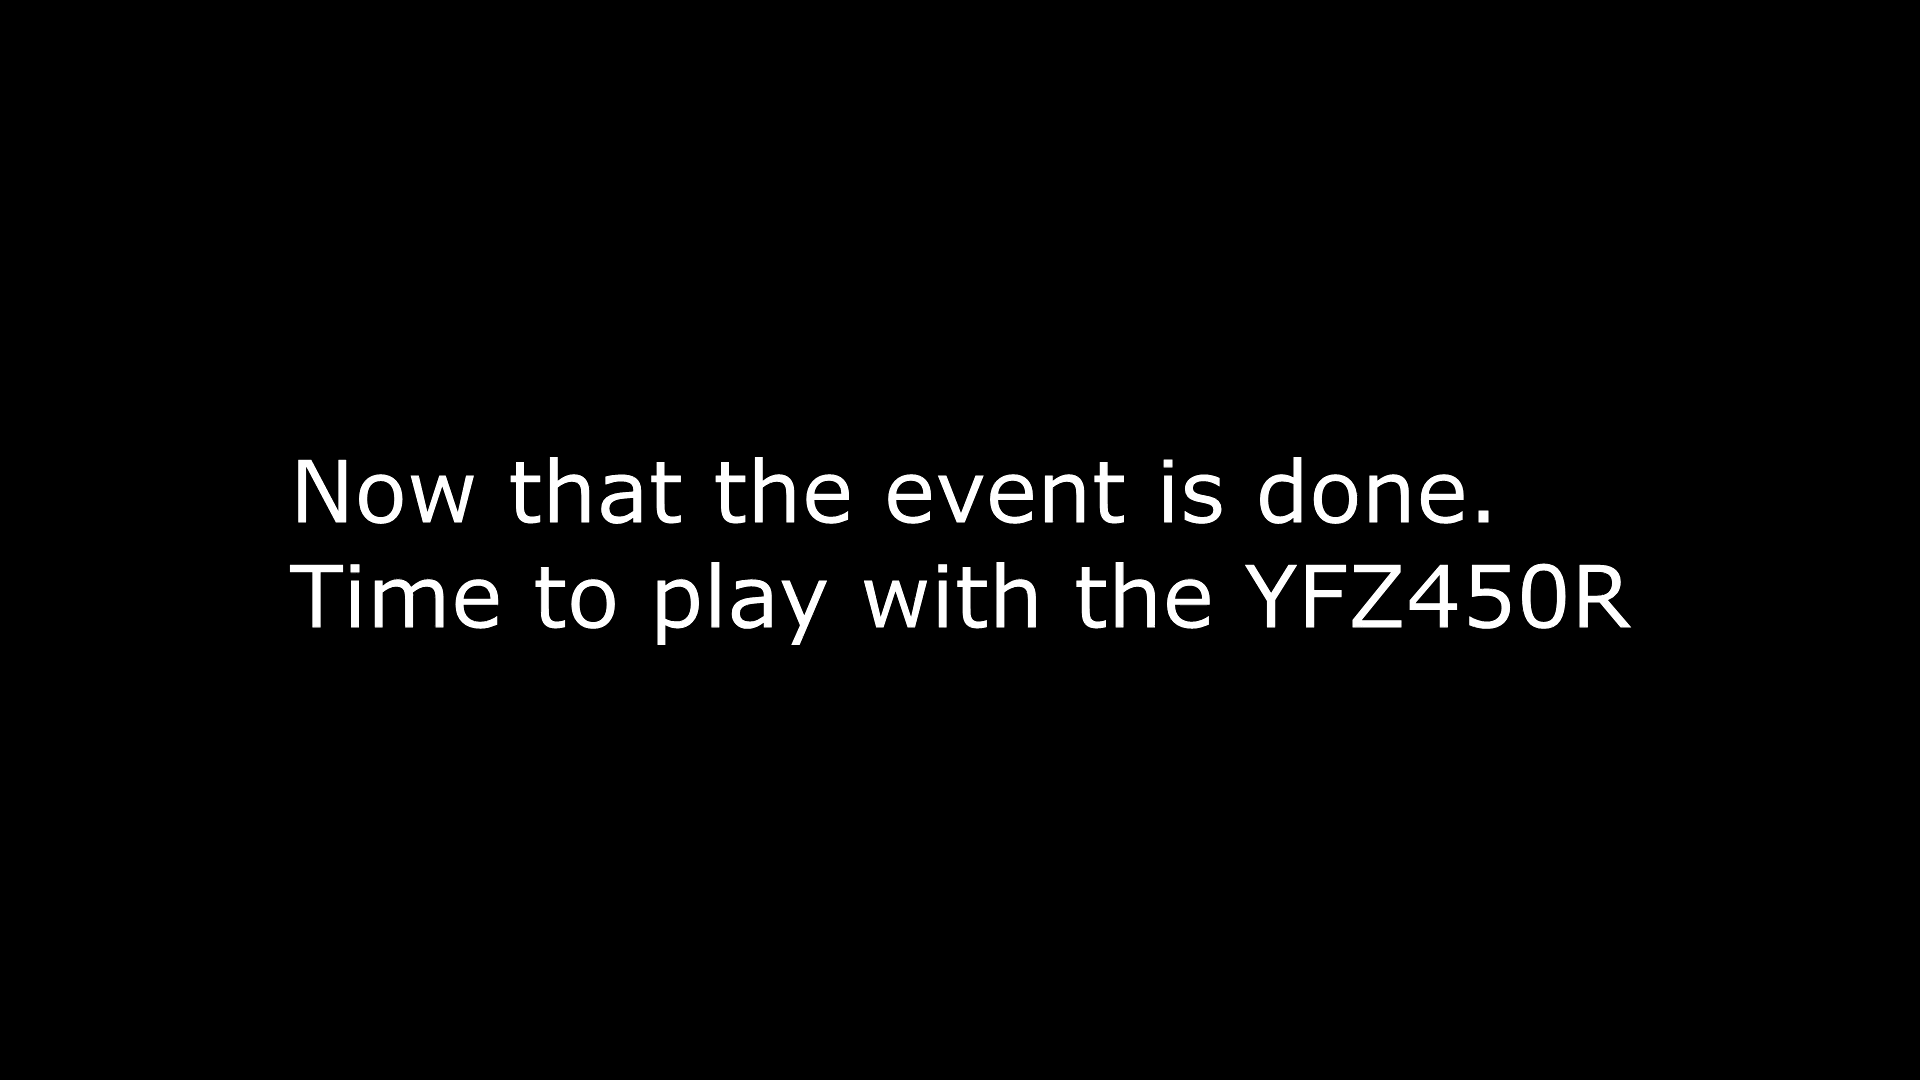 Now that the event is done.
Time to play with the YFZ450R